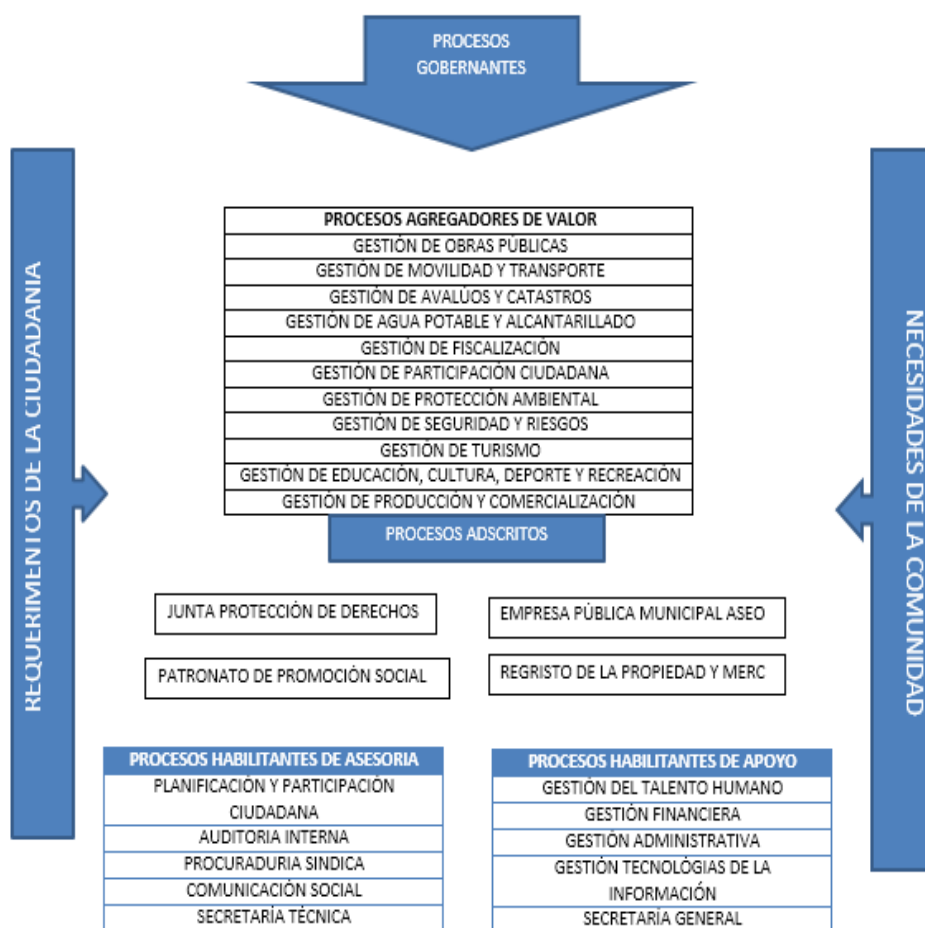 PROCESOS
GOBERNANTES
REQUERIMENTOS DE LA CIUDADANIA
PROCESOS AGREGADORES DE VALOR
GESTIÓN DE OBRAS PÚBLICAS
GESTIÓN DE MOVILIDAD Y TRANSPORTE
GESTIÓN DE AVALÚOS Y CATASTROS
GESTIÓN DE AGUA POTABLE Y ALCANTARILLADO
GESTIÓN DE FISCALIZACIÓN
GESTIÓN DE PARTICIPACIÓN CIUDADANA
GESTIÓN DE PROTECCIÓN AMBIENTAL
GESTIÓN DE SEGURIDAD Y RIESGOS
GESTIÓN DE TURISMO
GESTIÓN DE EDUCACIÓN, CULTURA, DEPORTE Y RECREACIÓN
GESTIÓN DE PRODUCCIÓN Y COMERCIALIZACIÓN
PROCESOS ADSCRITOS
NECESIDADES DE LA COMUNIDAD
JUNTA PROTECCIÓN DE DERECHOS
EMPRESA PÚBLICA MUNICIPAL ASEO
PATRONATO DE PROMOCIÓN SOCIAL
REGRISTO DE LA PROPIEDAD Y MERC
PROCESOS HABILITANTES DE ASESORIA
PLANIFICACIÓN Y PARTICIPACIÓN
CIUDADANA
AUDITORIA INTERNA
PROCURADURIA SINDICA
COMUNICACIÓN SOCIAL
SECRETARÍA TÉCNICA
PROCESOS HABILITANTES DE APOYO
GESTIÓN DEL TALENTO HUMANO
GESTIÓN FINANCIERA
GESTIÓN ADMINISTRATIVA
GESTIÓN TECNOLÓGIAS DE LA
INFORMACIÓN
SECRETARÍA GENERAL